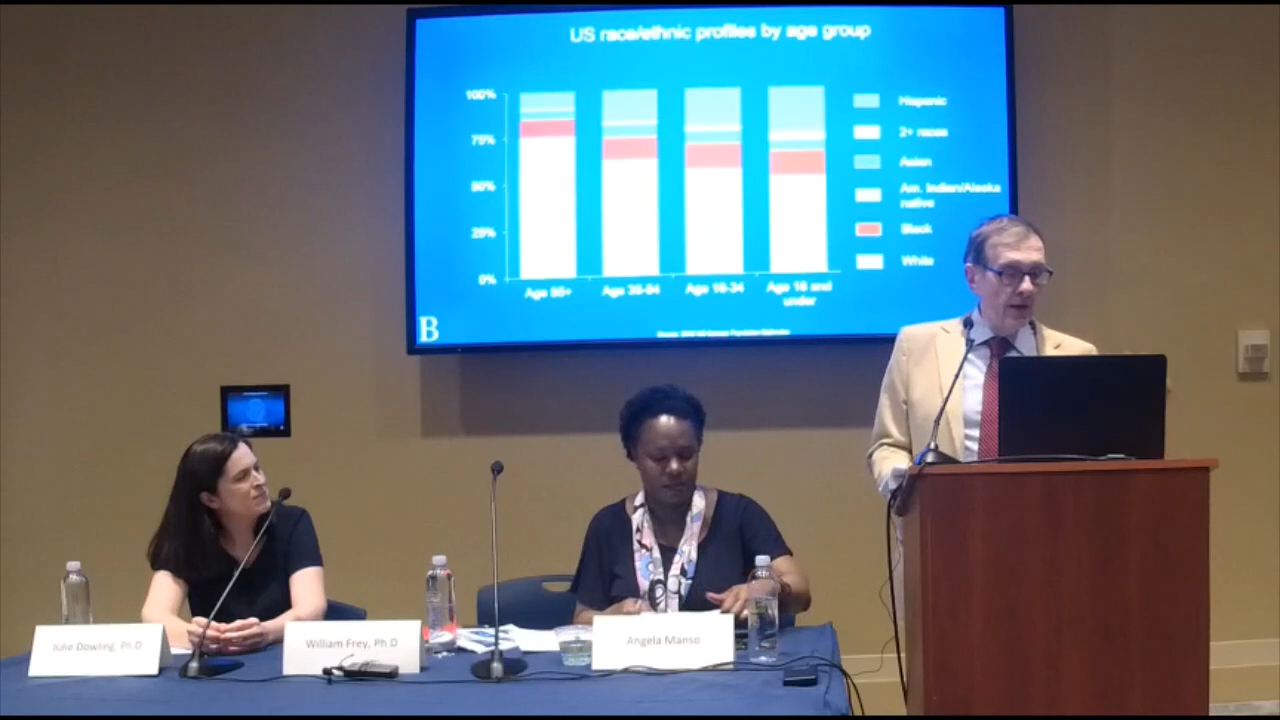 US race/ethnic profiles by age group
100%
75%
50%
25%
0%
Age 55+
Age 35-54
Age 18-34
Age 18 and
under
Hispanic
2+ races
Asian
Am. Indian/Alaska
native
Black
White
B
Julie Dowling, Ph.D
William Frey, Ph.D
Angela Manso